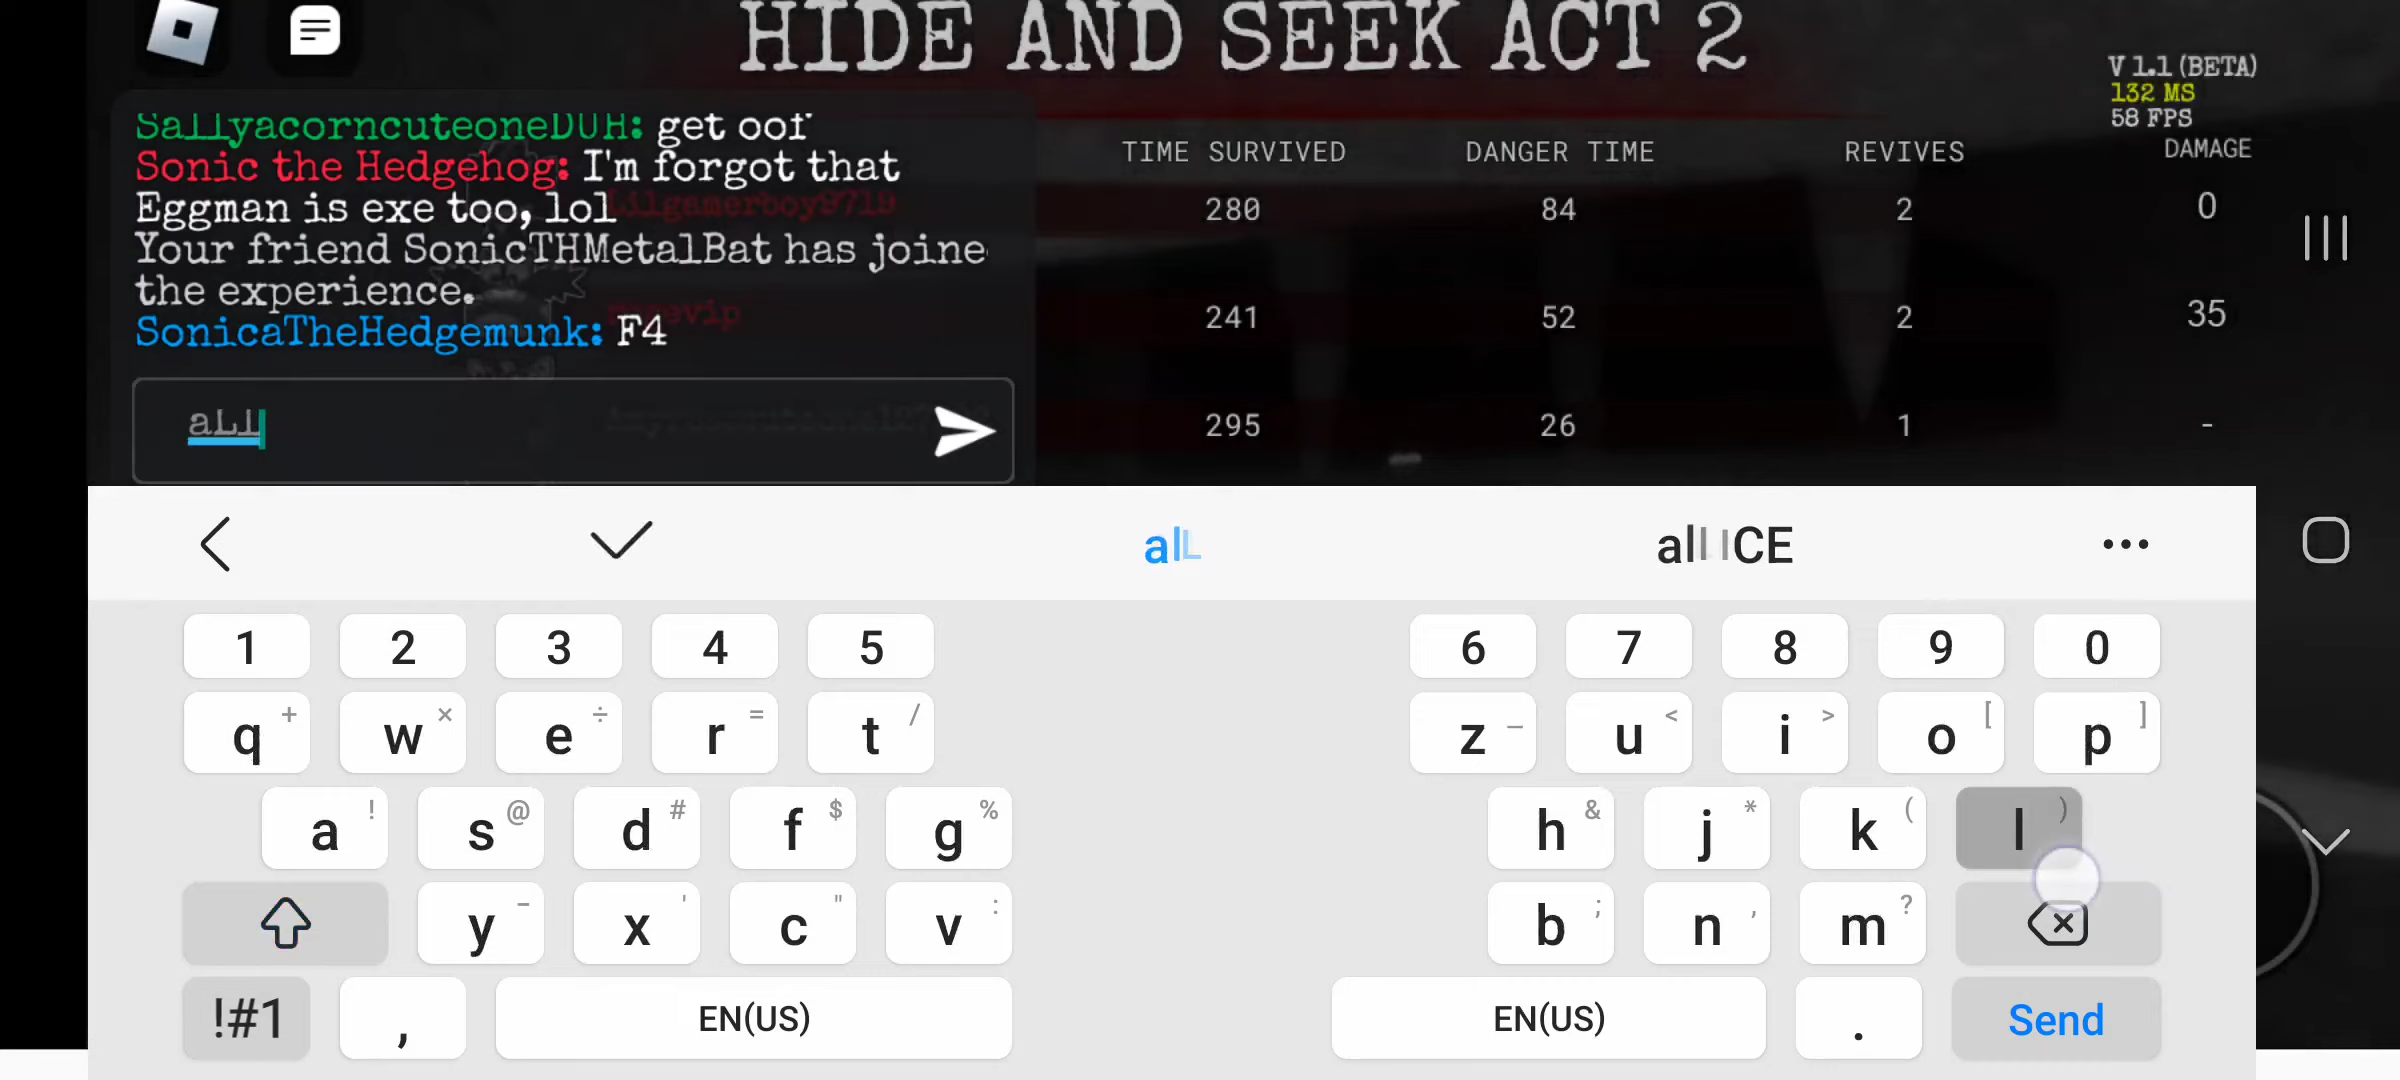 HIDE AND SEEK ACT 2
V 1.1 (BETA)
132 MS
58 FPS
SallyacorncuteoneDUH: get oof
Sonic the Hedgehog: I'm forgot that
Eggman is exe too, lol
Your friend SonicTHMetalBat has joine
the experience.
SonicaTheHedgemunk: F4
Lilgamerboy9719
TIME SURVIVED DANGER TIME REVIVES DAMAGE
280 84 2 0
241 52 2 35
295 26 1 -
aLl
1 2 3 4 5 6 7 8 9 0
q + w × e ÷ r = t / z _ u < i > o [ p ]
a ! s @ d # f $ g % h & j * k ( l )
y - x ' c " v : b ; n , m ?
!#1 , EN(US) EN(US) . Send